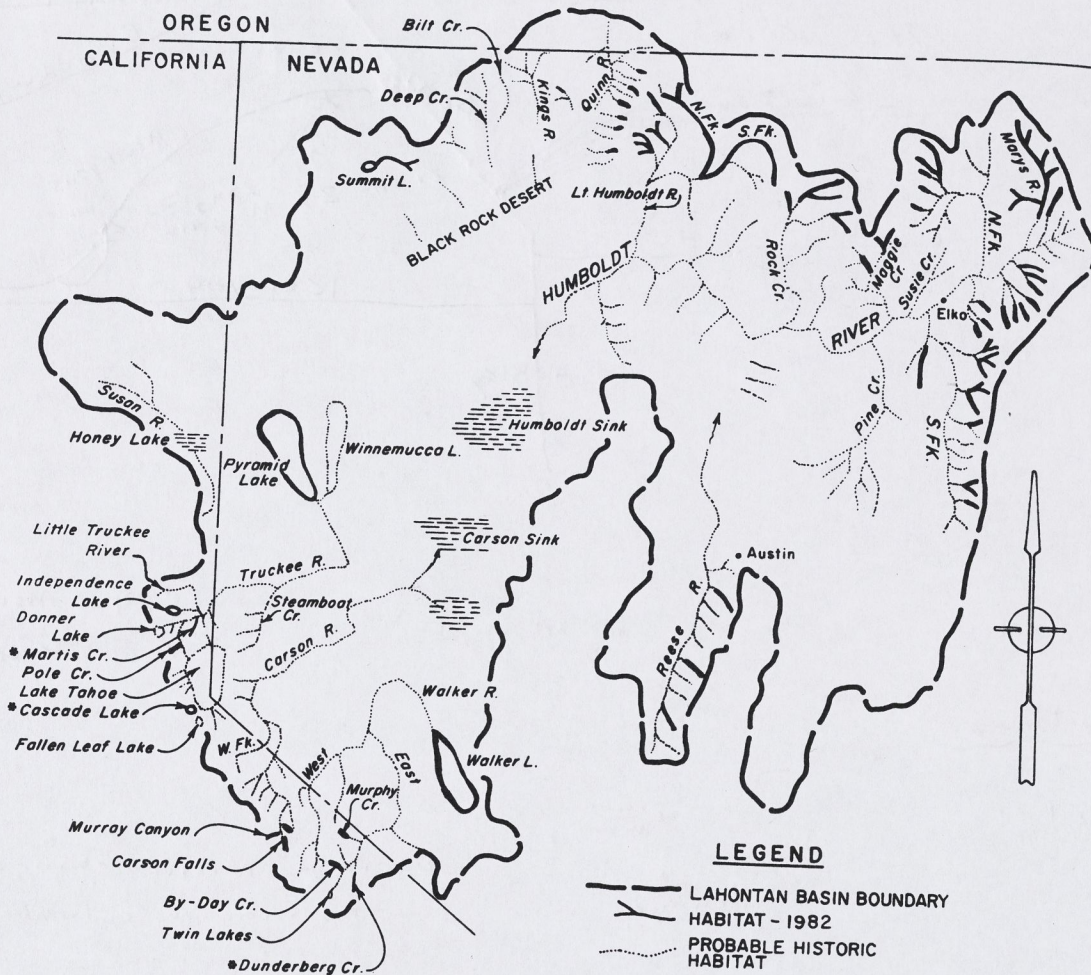 OREGON
CALIFORNIA
NEVADA
Bilt Cr.
Deep Cr.
Kings R.
Quinn R.
N. Fk.
S. Fk.
Marys R.
Summit L.
Lt. Humboldt R.
BLACK ROCK DESERT
HUMBOLDT
RIVER
Rock Cr.
Maggie Cr.
Susie Cr.
N. Fk.
Elko
Susan R.
Honey Lake
Pyramid
Lake
Winnemucca L.
Humboldt Sink
Pine Cr.
S. FK.
Little Truckee
River
Independence
Lake
Donner
Lake
*Martis Cr.
Pole Cr.
Lake Tahoe
*Cascade Lake
Fallen Leaf Lake
Truckee R.
Steamboat
Cr.
Carson R.
Carson Sink
Austin
Reese R.
Walker R.
W. Fk.
West
East
Walker L.
Murphy
Cr.
Murray Canyon
Carson Falls
By-Day Cr.
Twin Lakes
*Dunderberg Cr.
LEGEND
LAHONTAN BASIN BOUNDARY
HABITAT - 1982
PROBABLE HISTORIC
HABITAT